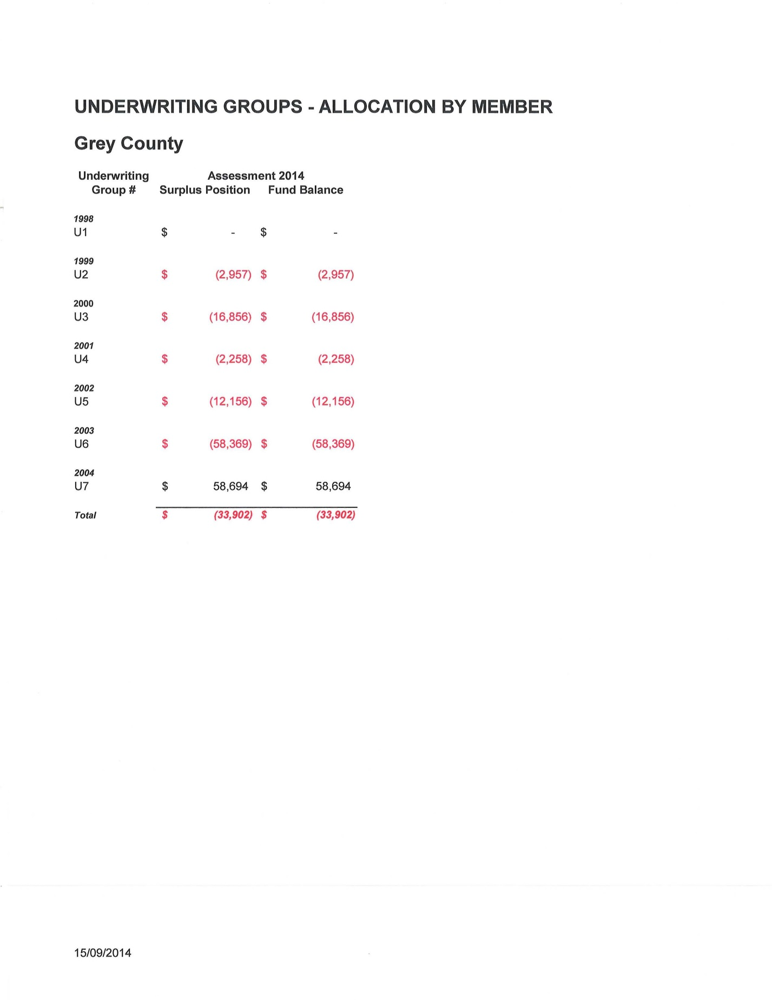 UNDERWRITING GROUPS - ALLOCATION BY MEMBER
Grey County
Underwriting Assessment 2014
Group # Surplus Position Fund Balance
1998
U1 $ - $ -
1999
U2 $ (2,957) $ (2,957)
2000
U3 $ (16,856) $ (16,856)
2001
U4 $ (2,258) $ (2,258)
2002
U5 $ (12,156) $ (12,156)
2003
U6 $ (58,369) $ (58,369)
2004
U7 $ 58,694 $ 58,694
Total $ (33,902) $ (33,902)
15/09/2014